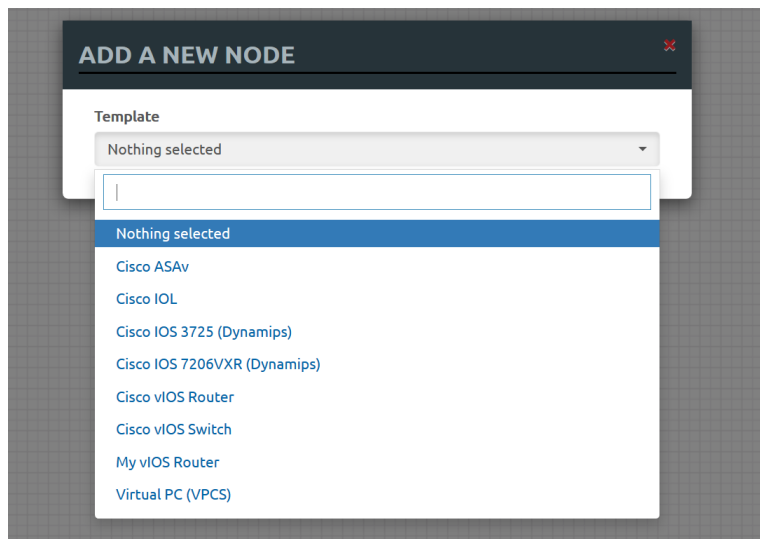 ADD A NEW NODE
Template
Nothing selected
Nothing selected
Cisco ASAv
Cisco IOL
Cisco IOS 3725 (Dynamips)
Cisco IOS 7206VXR (Dynamips)
Cisco vIOS Router
Cisco vIOS Switch
My vIOS Router
Virtual PC (VPCS)